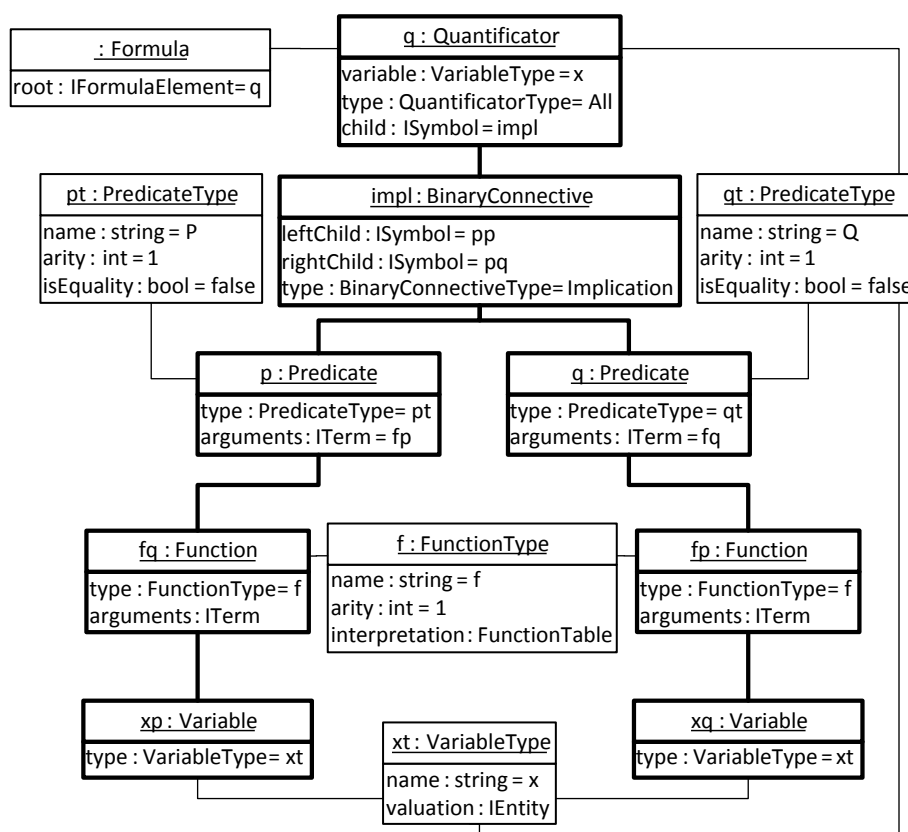 : Formula
root : IFormulaElement= q
q : Quantificator
variable : VariableType = x
type : QuantificatorType= All
child : ISymbol = impl
pt : PredicateType
name : string = P
arity : int = 1
isEquality : bool = false
impl : BinaryConnective
leftChild : ISymbol = pp
rightChild : ISymbol = pq
type : BinaryConnectiveType= Implication
qt : PredicateType
name : string = Q
arity : int = 1
isEquality : bool = false
p : Predicate
type : PredicateType= pt
arguments : ITerm = fp
q : Predicate
type : PredicateType = qt
arguments : ITerm = fq
fq : Function
type : FunctionType= f
arguments : ITerm
f : FunctionType
name : string = f
arity : int = 1
interpretation : FunctionTable
fp : Function
type : FunctionType= f
arguments : ITerm
xp : Variable
type : VariableType= xt
xt : VariableType
name : string = x
valuation : IEntity
xq : Variable
type : VariableType= xt